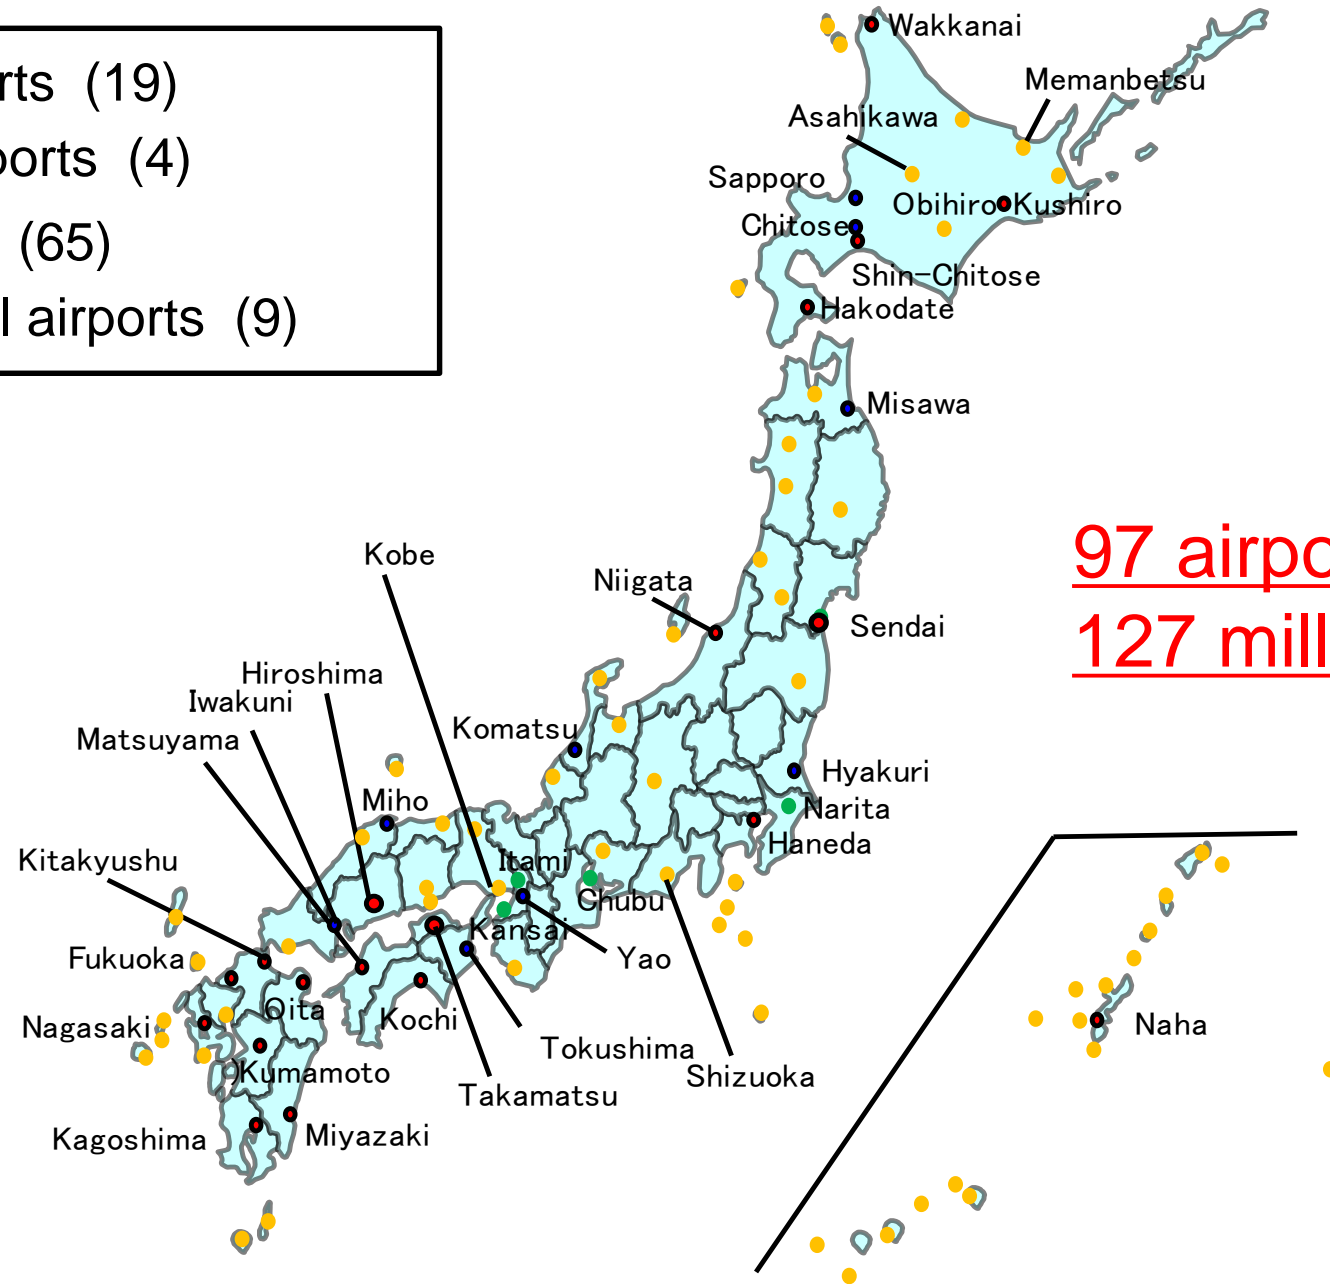 rts (19)
ports (4)
(65)
l airports (9)
Wakkanai
Memanbetsu
Asahikawa
Sapporo
Obihiro
Kushiro
Chitose
Shin-Chitose
Hakodate
Misawa
97 airpo
127 mill
Kobe
Niigata
Sendai
Hiroshima
Iwakuni
Matsuyama
Komatsu
Hyakuri
Miho
Narita
Haneda
Kitakyushu
Itami
Chubu
Kansai
Yao
Fukuoka
Oita
Kochi
Nagasaki
Naha
Tokushima
Kumamoto
Shizuoka
Takamatsu
Kagoshima
Miyazaki